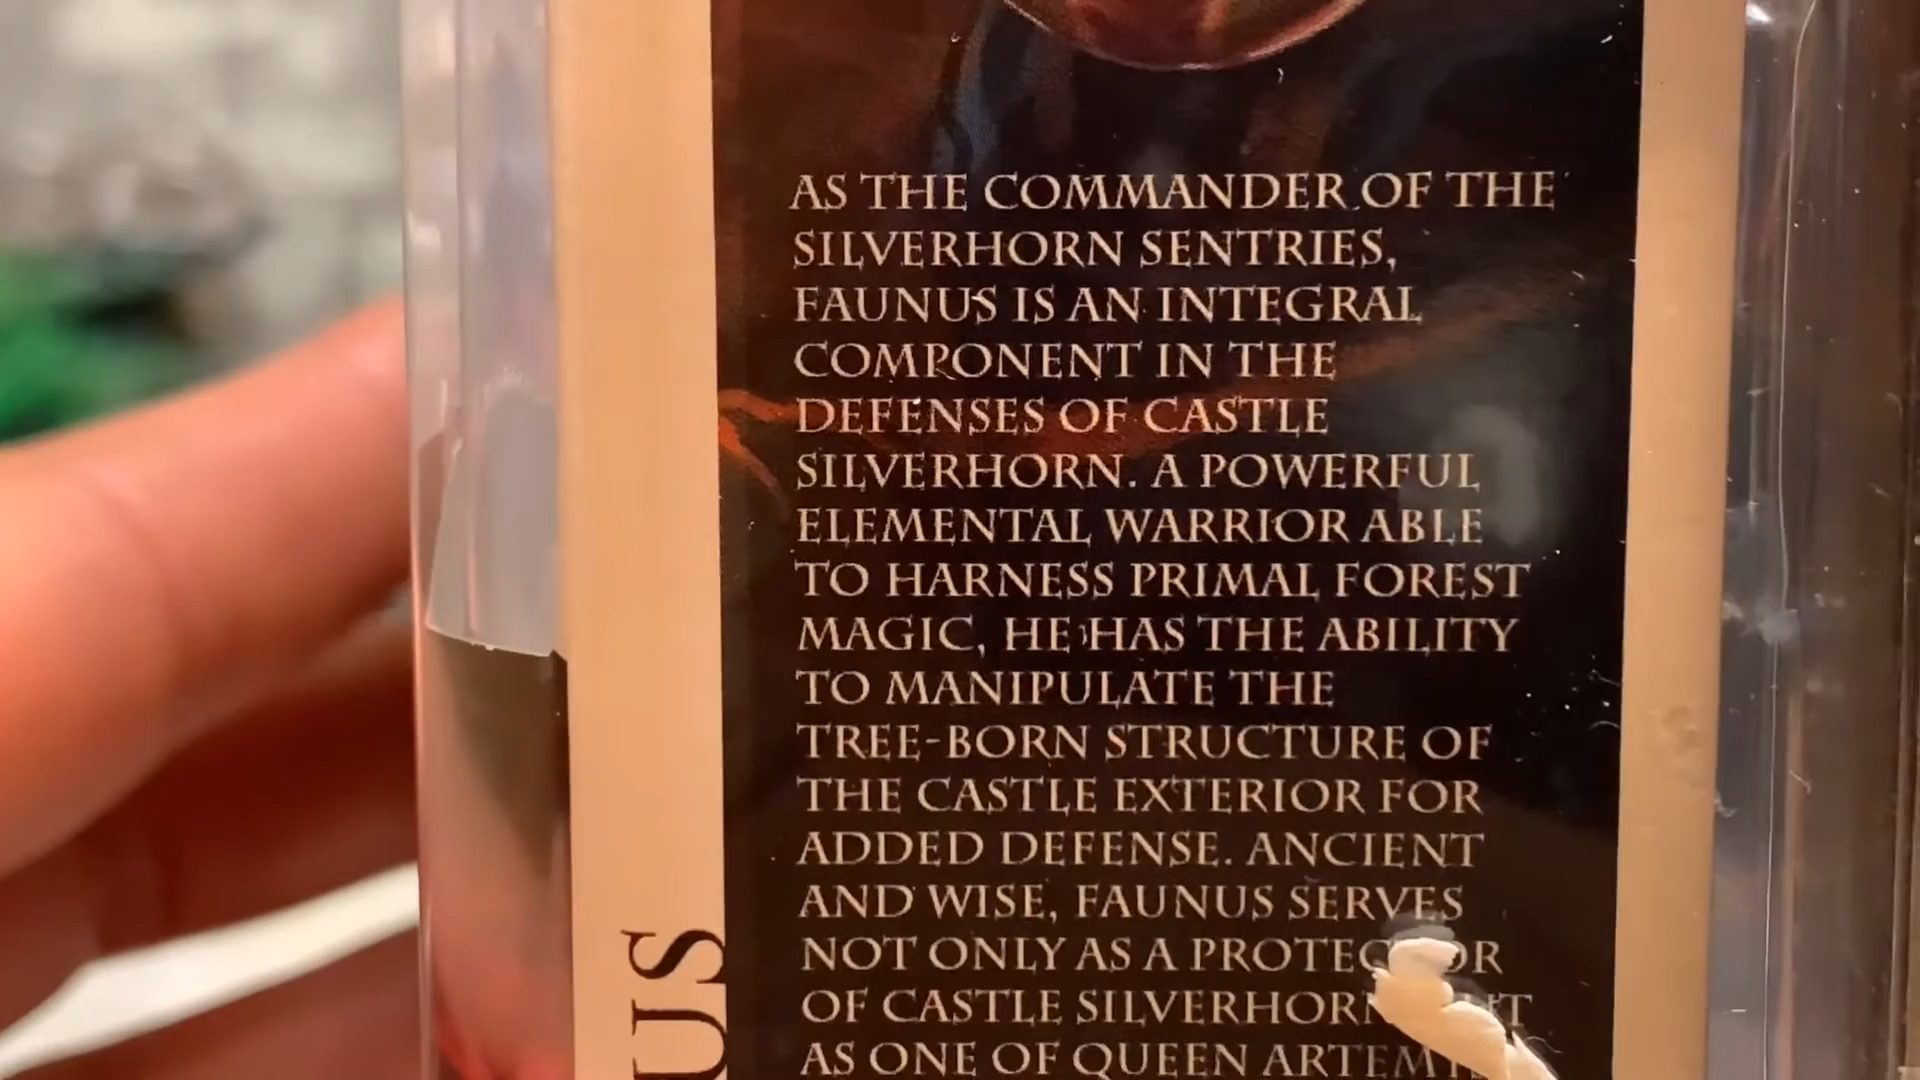 AS THE COMMANDER OF THE
SILVERHORN SENTRIES,
FAUNUS IS AN INTEGRAL
COMPONENT IN THE
DEFENSES OF CASTLE
SILVERHORN. A POWERFUL
ELEMENTAL WARRIOR ABLE
TO HARNESS PRIMAL FOREST
MAGIC, HE HAS THE ABILITY
TO MANIPULATE THE
TREE-BORN STRUCTURE OF
THE CASTLE EXTERIOR FOR
ADDED DEFENSE. ANCIENT
AND WISE, FAUNUS SERVES
NOT ONLY AS A PROTECTOR
OF CASTLE SILVERHORN
AS ONE OF QUEEN
US